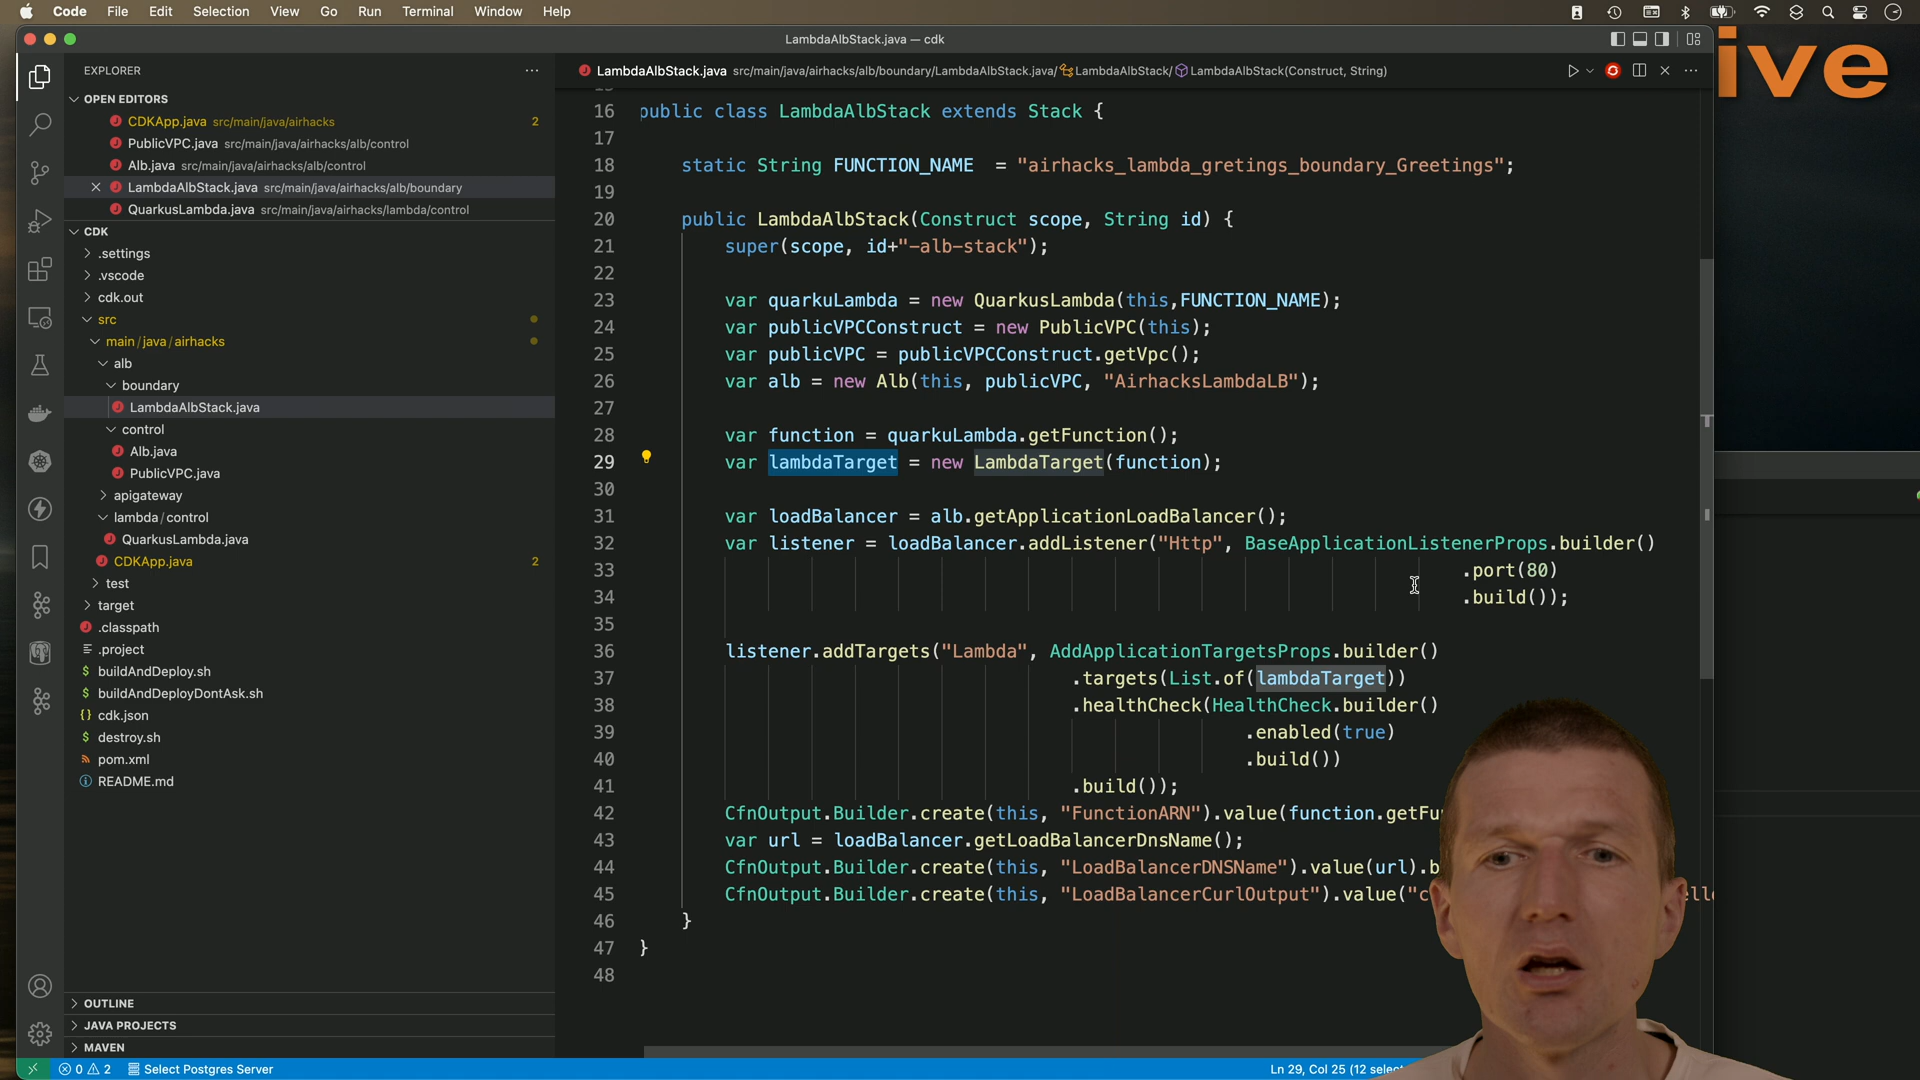 Code File Edit Selection View Go Run Terminal Window Help
LambdaAlbStack.java — cdk
ive
EXPLORER
OPEN EDITORS
CDKApp.java src/main/java/airhacks 2
PublicVPC.java src/main/java/airhacks/alb/control
Alb.java src/main/java/airhacks/alb/control
LambdaAlbStack.java src/main/java/airhacks/alb/boundary
QuarkusLambda.java src/main/java/airhacks/lambda/control
CDK
.settings
.vscode
cdk.out
src
main/java/airhacks
alb
boundary
LambdaAlbStack.java
control
Alb.java
PublicVPC.java
apigateway
lambda/control
QuarkusLambda.java
CDKApp.java 2
test
target
.classpath
.project
$ buildAndDeploy.sh
$ buildAndDeployDontAsk.sh
{} cdk.json
$ destroy.sh
pom.xml
README.md
OUTLINE
JAVA PROJECTS
MAVEN
LambdaAlbStack.java src/main/java/airhacks/alb/boundary/LambdaAlbStack.java/ LambdaAlbStack/ LambdaAlbStack(Construct, String)
16 public class LambdaAlbStack extends Stack {
17
18 static String FUNCTION_NAME = "airhacks_lambda_gretings_boundary_Greetings";
19
20 public LambdaAlbStack(Construct scope, String id) {
21 super(scope, id+"-alb-stack");
22
23 var quarkuLambda = new QuarkusLambda(this,FUNCTION_NAME);
24 var publicVPCConstruct = new PublicVPC(this);
25 var publicVPC = publicVPCConstruct.getVpc();
26 var alb = new Alb(this, publicVPC, "AirhacksLambdaLB");
27
28 var function = quarkuLambda.getFunction();
29 var lambdaTarget = new LambdaTarget(function);
30
31 var loadBalancer = alb.getApplicationLoadBalancer();
32 var listener = loadBalancer.addListener("Http", BaseApplicationListenerProps.builder()
33 .port(80)
34 .build());
35
36 listener.addTargets("Lambda", AddApplicationTargetsProps.builder()
37 .targets(List.of(lambdaTarget))
38 .healthCheck(HealthCheck.builder()
39 .enabled(true)
40 .build())
41 .build());
42 CfnOutput.Builder.create(this, "FunctionARN").value(function.getFu
43 var url = loadBalancer.getLoadBalancerDnsName();
44 CfnOutput.Builder.create(this, "LoadBalancerDNSName").value(url).b
45 CfnOutput.Builder.create(this, "LoadBalancerCurlOutput").value("c
46 }
47 }
48
0 2 Select Postgres Server
Ln 29, Col 25 (12 selec